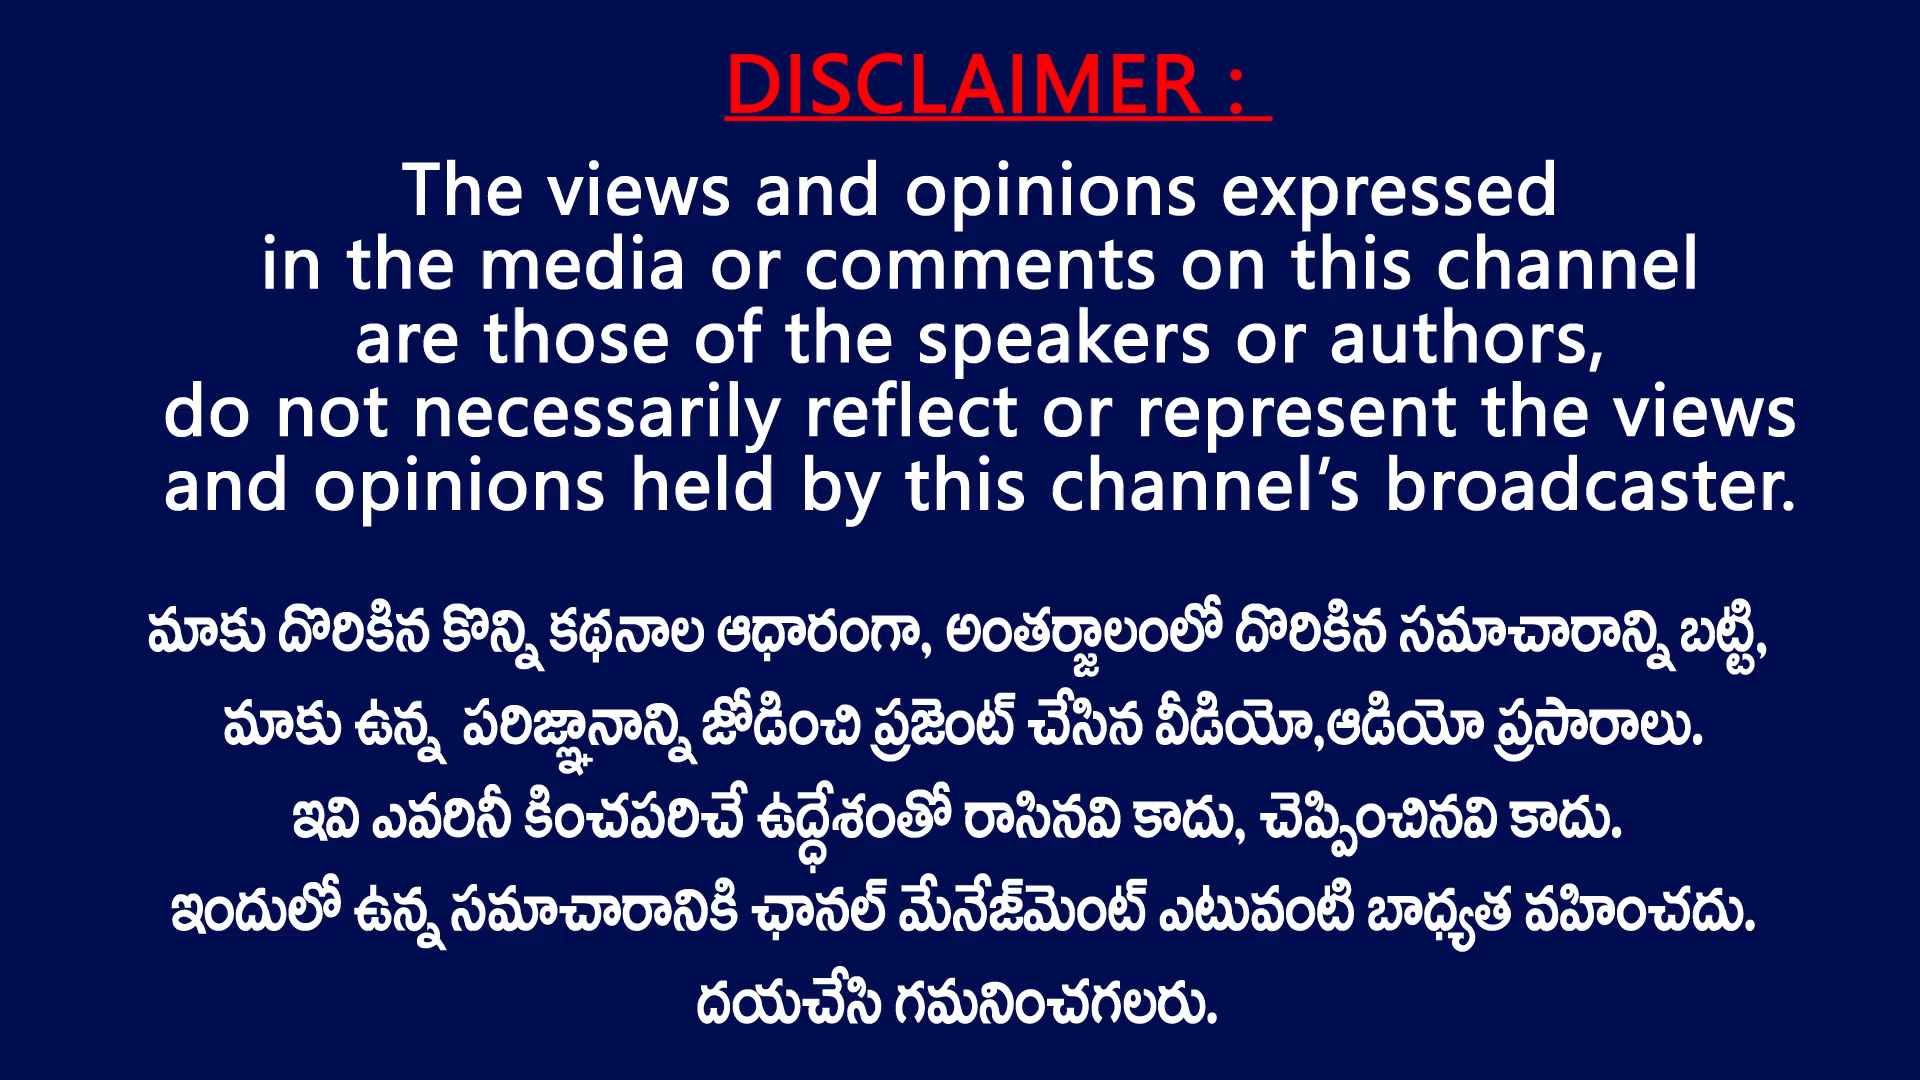 DISCLAIMER :
The views and opinions expressed
in the media or comments on this channel
are those of the speakers or authors,
do not necessarily reflect or represent the views
and opinions held by this channel’s broadcaster.
మాకు దొరికిన కొన్ని కథనాల ఆధారంగా, అంతర్జాలంలో దొరికిన సమాచారాన్ని బట్టి,
మాకు ఉన్న పరిజ్ఞానాన్ని జోడించి ప్రజెంట్ చేసిన వీడియో,ఆడియో ప్రసారాలు.
ఇవి ఎవరినీ కించపరిచే ఉద్ధేశంతో రాసినవి కాదు, చెప్పించినవి కాదు.
ఇందులో ఉన్న సమాచారానికి ఛానల్ మేనేజ్‌మెంట్ ఎటువంటి బాధ్యత వహించదు.
దయచేసి గమనించగలరు.